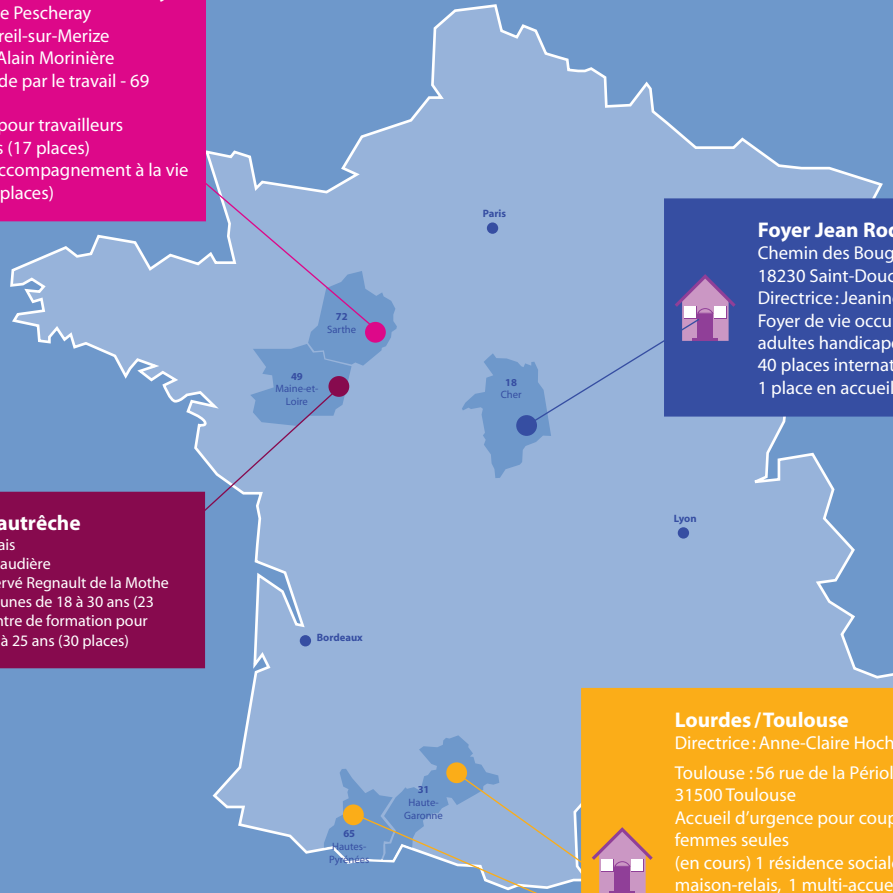 e Pescheray
reil-sur-Merize
Alain Morinière
de par le travail - 69
pour travailleurs
s (17 places)
accompagnement à la vie
places)
Paris
Foyer Jean Rod
Chemin des Boug
18230 Saint-Douc
Directrice : Jeanin
Foyer de vie occu
adultes handicapé
40 places internat
1 place en accueil
72
Sarthe
49
Maine-et-
Loire
18
Cher
autrêche
ais
audière
ervé Regnault de la Mothe
unes de 18 à 30 ans (23
ntre de formation pour
à 25 ans (30 places)
Lyon
Bordeaux
Lourdes / Toulouse
Directrice : Anne-Claire Hoch
Toulouse : 56 rue de la Périol
31500 Toulouse
Accueil d’urgence pour coup
femmes seules
(en cours) 1 résidence sociale
maison-relais, 1 multi-accue
31
Haute-
Garonne
65
Hautes-
Pyrénées